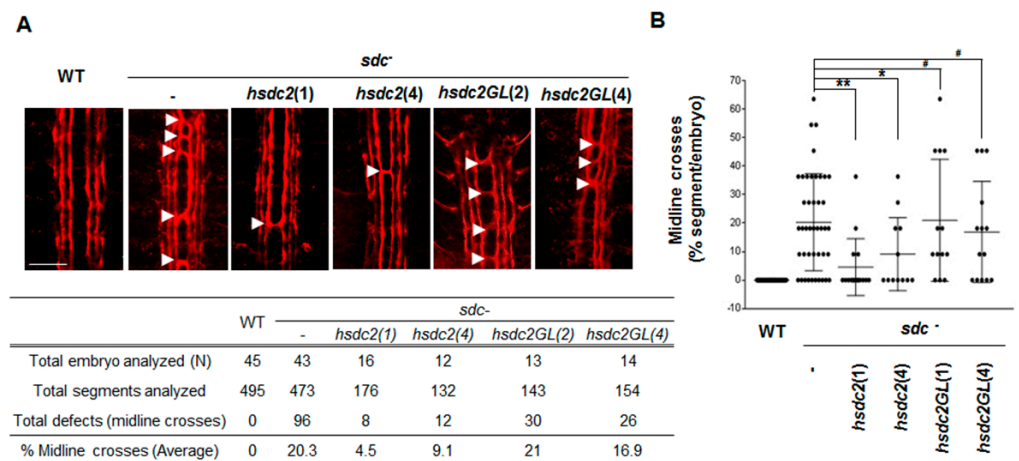 A
WT
sdc-
-
hsdc2(1)
hsdc2(4)
hsdc2GL(2)
hsdc2GL(4)
WT
sdc-
-
hsdc2(1)
hsdc2(4)
hsdc2GL(2)
hsdc2GL(4)
Total embryo analyzed (N) 45 43 16 12 13 14
Total segments analyzed 495 473 176 132 143 154
Total defects (midline crosses) 0 96 8 12 30 26
% Midline crosses (Average) 0 20.3 4.5 9.1 21 16.9
B
#
#
*
**
Midline crosses
(% segment/embryo)
70
60
50
40
30
20
10
0
-10
WT
sdc -
-
hsdc2(1)
hsdc2(4)
hsdc2GL(1)
hsdc2GL(4)